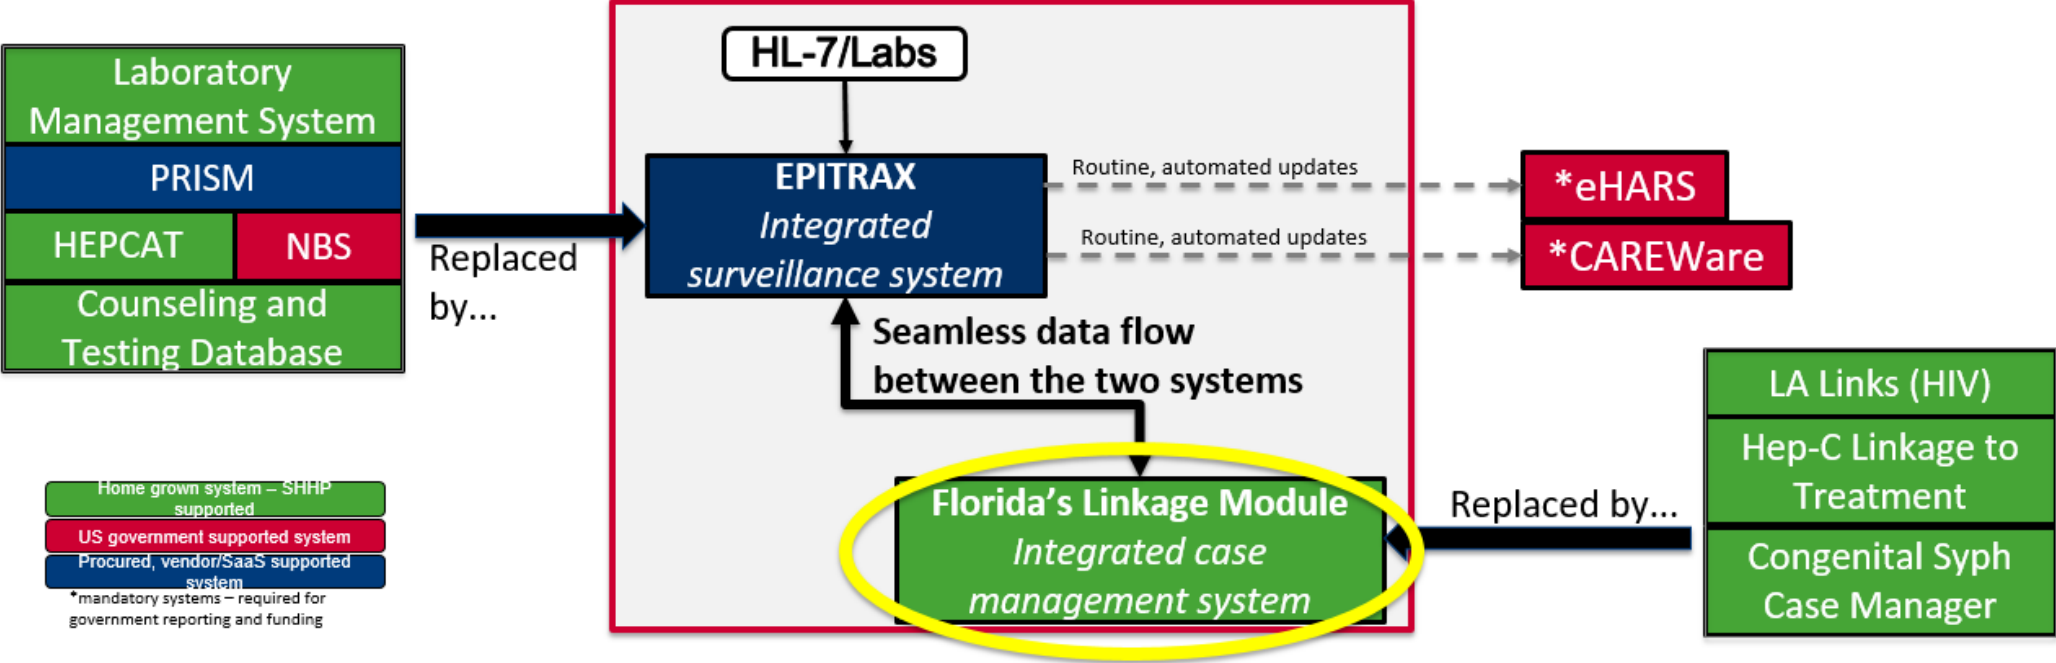 Laboratory
Management System
PRISM
HEPCAT
NBS
Counseling and
Testing Database
Replaced
by...
HL-7/Labs
EPITRAX
Integrated
surveillance system
Routine, automated updates
Routine, automated updates
*eHARS
*CAREWare
Seamless data flow
between the two systems
Florida's Linkage Module
Integrated case
management system
Replaced by...
LA Links (HIV)
Hep-C Linkage to
Treatment
Congenital Syph
Case Manager
Home grown system – SHHP
supported
US government supported system
Procured, vendor/SaaS supported
system
*mandatory systems – required for
government reporting and funding